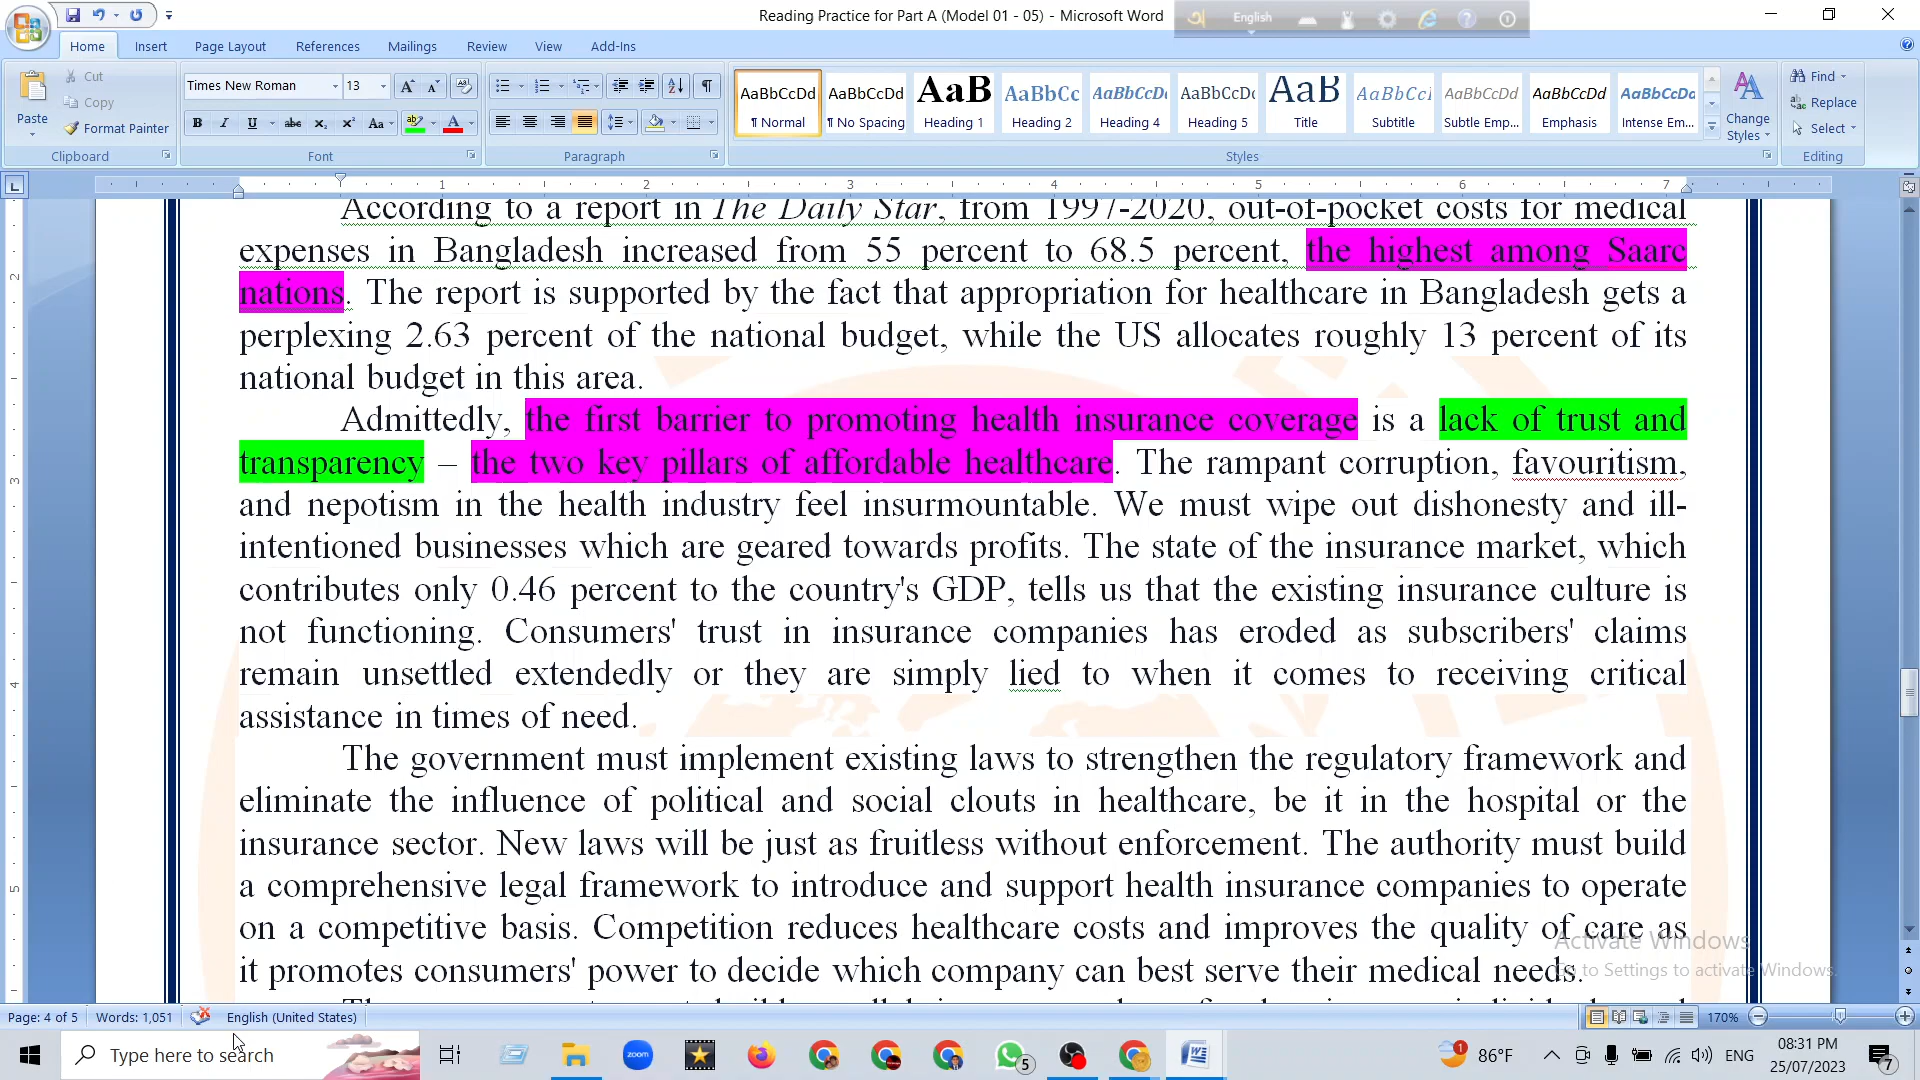 Reading Practice for Part A (Model 01 - 05) - Microsoft Word
English
Home Insert Page Layout References Mailings Review View Add-Ins
Paste
Cut
Copy
Format Painter
Clipboard
Times New Roman 13
Font
Paragraph
AaBbCcDd AaBbCcDd AaB AaBbCc AaBbCcD AaBbCcDc AaB AaBbCcl AaBbCcDd AaBbCcDd AaBbCcDd
¶ Normal ¶ No Spacing Heading 1 Heading 2 Heading 4 Heading 5 Title Subtitle Subtle Emp... Emphasis Intense Em...
Styles
Change Styles
Find
Replace
Select
Editing
1 2 3 4 5 6 7
According to a report in The Daily Star, from 1997-2020, out-of-pocket costs for medical
expenses in Bangladesh increased from 55 percent to 68.5 percent, the highest among Saarc
nations. The report is supported by the fact that appropriation for healthcare in Bangladesh gets a
perplexing 2.63 percent of the national budget, while the US allocates roughly 13 percent of its
national budget in this area.
Admittedly, the first barrier to promoting health insurance coverage is a lack of trust and
transparency – the two key pillars of affordable healthcare. The rampant corruption, favouritism,
and nepotism in the health industry feel insurmountable. We must wipe out dishonesty and ill-
intentioned businesses which are geared towards profits. The state of the insurance market, which
contributes only 0.46 percent to the country's GDP, tells us that the existing insurance culture is
not functioning. Consumers' trust in insurance companies has eroded as subscribers' claims
remain unsettled extendedly or they are simply lied to when it comes to receiving critical
assistance in times of need.
The government must implement existing laws to strengthen the regulatory framework and
eliminate the influence of political and social clouts in healthcare, be it in the hospital or the
insurance sector. New laws will be just as fruitless without enforcement. The authority must build
a comprehensive legal framework to introduce and support health insurance companies to operate
on a competitive basis. Competition reduces healthcare costs and improves the quality of care as
it promotes consumers' power to decide which company can best serve their medical needs.
Activate Windows
Go to Settings to activate Windows.
Page: 4 of 5 Words: 1,051 English (United States) 170%
Type here to search
zoom
5
1
86°F ENG
08:31 PM
25/07/2023
7